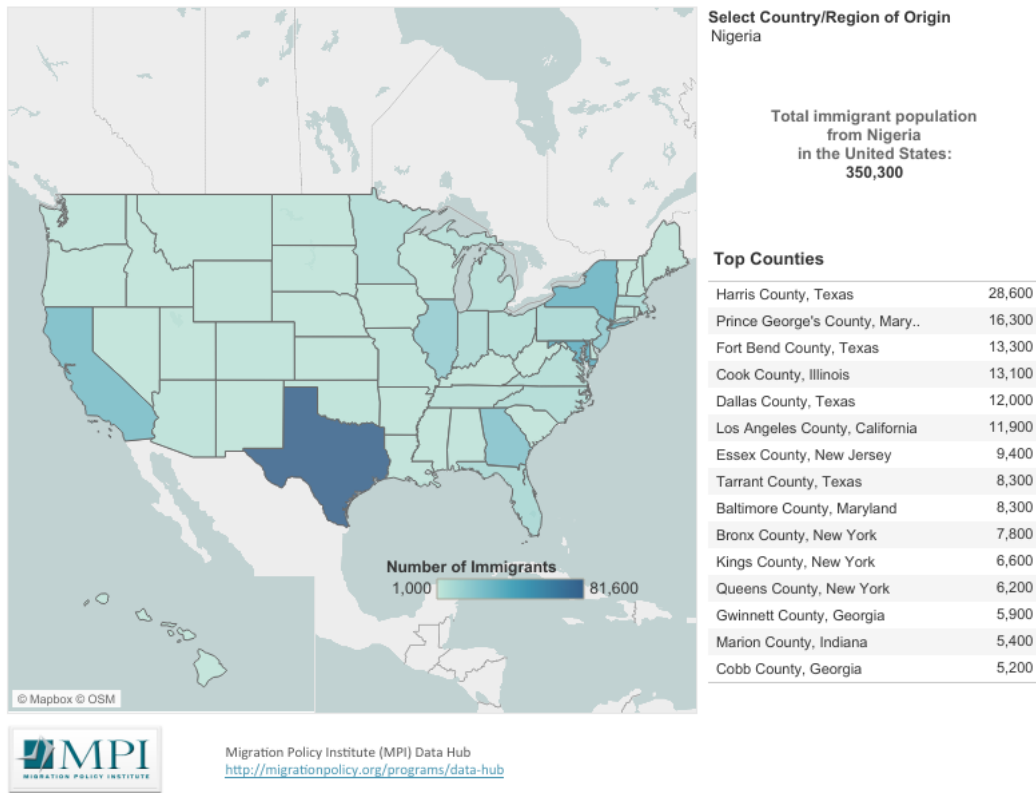 Select Country/Region of Origin
Nigeria
Total immigrant population
from Nigeria
in the United States:
350,300
Top Counties
Harris County, Texas 28,600
Prince George's County, Mary.. 16,300
Fort Bend County, Texas 13,300
Cook County, Illinois 13,100
Dallas County, Texas 12,000
Los Angeles County, California 11,900
Essex County, New Jersey 9,400
Tarrant County, Texas 8,300
Baltimore County, Maryland 8,300
Bronx County, New York 7,800
Kings County, New York 6,600
Queens County, New York 6,200
Gwinnett County, Georgia 5,900
Marion County, Indiana 5,400
Cobb County, Georgia 5,200
Number of Immigrants
1,000 81,600
© Mapbox © OSM
MPI
MIGRATION POLICY INSTITUTE
Migration Policy Institute (MPI) Data Hub
http://migrationpolicy.org/programs/data-hub